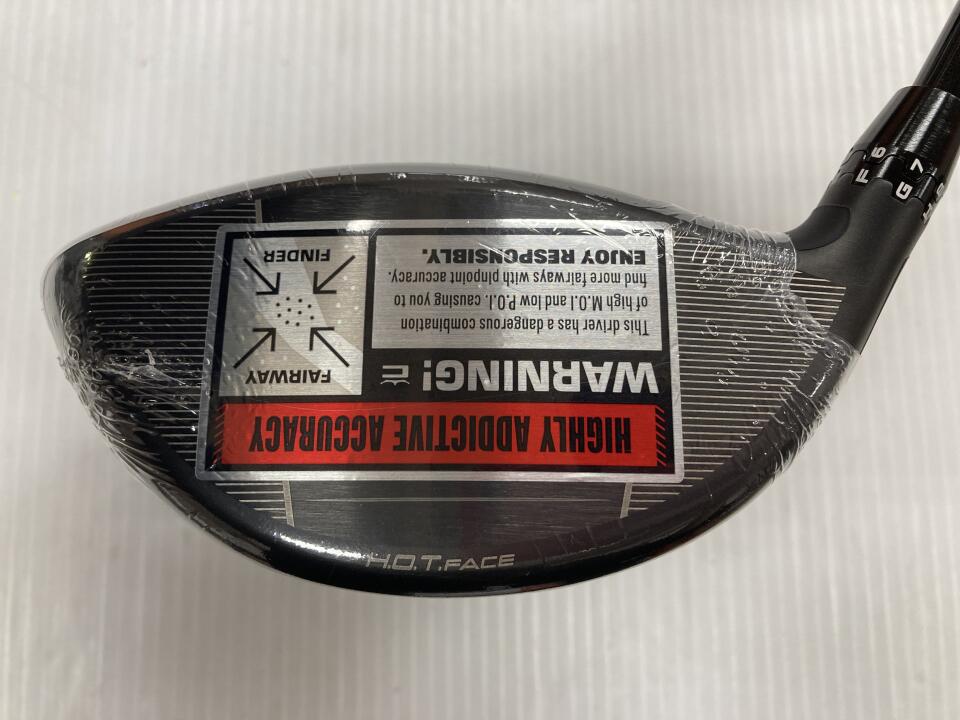 HIGHLY ADDICTIVE ACCURACY
WARNING!
This driver has a dangerous combination
of high M.O.I and low P.O.I. causing you to
find more fairways with pinpoint accuracy.
ENJOY RESPONSIBLY.
FAIRWAY
FINDER
H.O.T.FACE
F 6
G 7